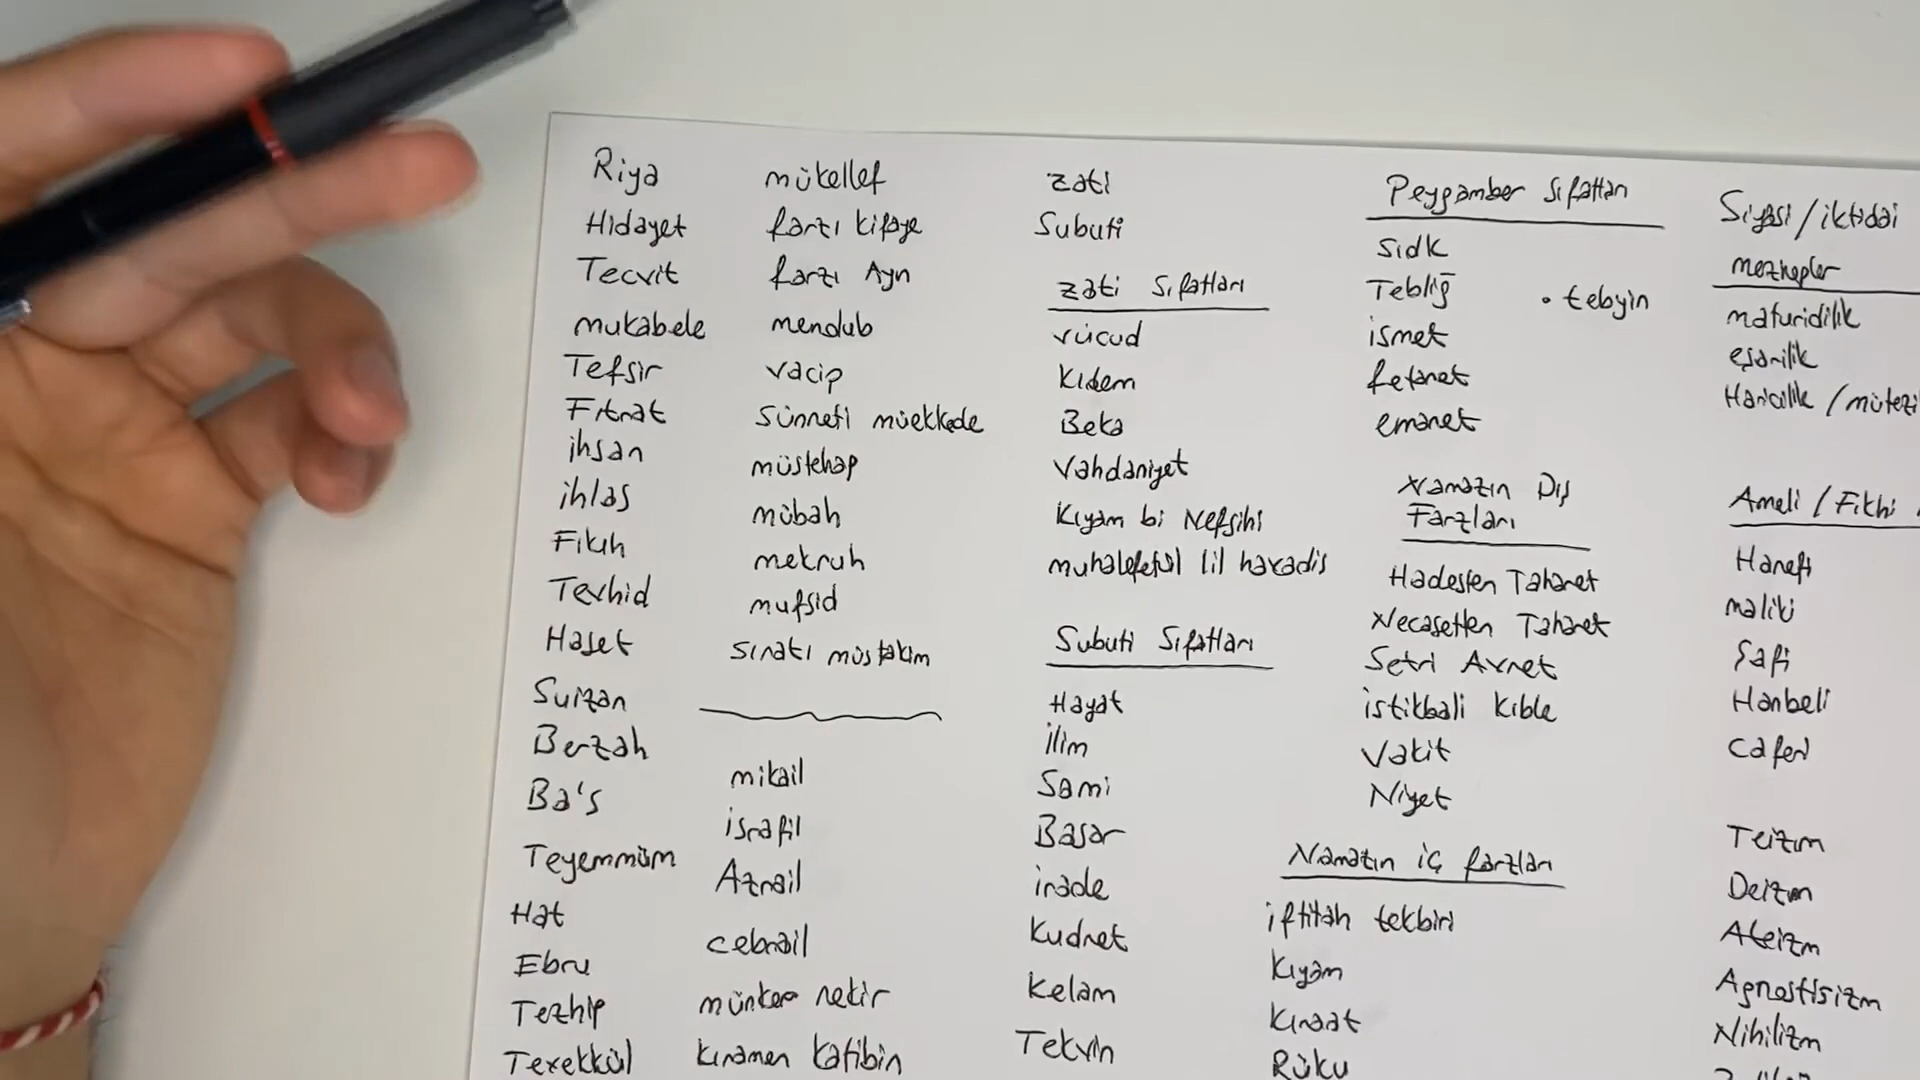 Riya
Hidayet
Tecvit
mukabele
Tefsir
Fıtrat
ihsan
ihlas
Fıkıh
Tevhid
Haset
Suizan
Berzah
Ba's
Teyemmüm
Hat
Ebru
Tezhip
Tevekkül
mükellef
farzı kifaye
farzı Ayn
mendub
vacip
Sünneti müekkede
müstehap
mübah
mekruh
mufsid
sıratı müstakim
mikail
israfil
Azrail
cebrail
münker nekir
kiramen katibin
zati
Subuti
zati Sıfatları
vücud
Kıdem
Beka
Vahdaniyet
Kıyam bi Nefsihi
muhalefetül lil havadis
Subuti Sıfatları
Hayat
ilim
Sami
Basar
irade
Kudret
Kelam
Tekvin
Peygamber Sıfatları
Sıdk
Tebliğ
• tebyin
ismet
fetanet
emanet
Namazın Dış
Farzları
Hadesten Taharet
Necasetten Taharet
Setri Avret
istikbali Kıble
Vakit
Niyet
Namazın iç farzları
iftitah tekbiri
Kıyam
Kıraat
Rüku
Siyasi / iktidai
mezhepler
maturidilik
eşarilik
Haricilik /
Ameli / Fıkhi
Hanefi
maliki
Şafi
Hanbeli
caferi
Teizm
Deizm
Ateizm
Agnostisizm
Nihilizm